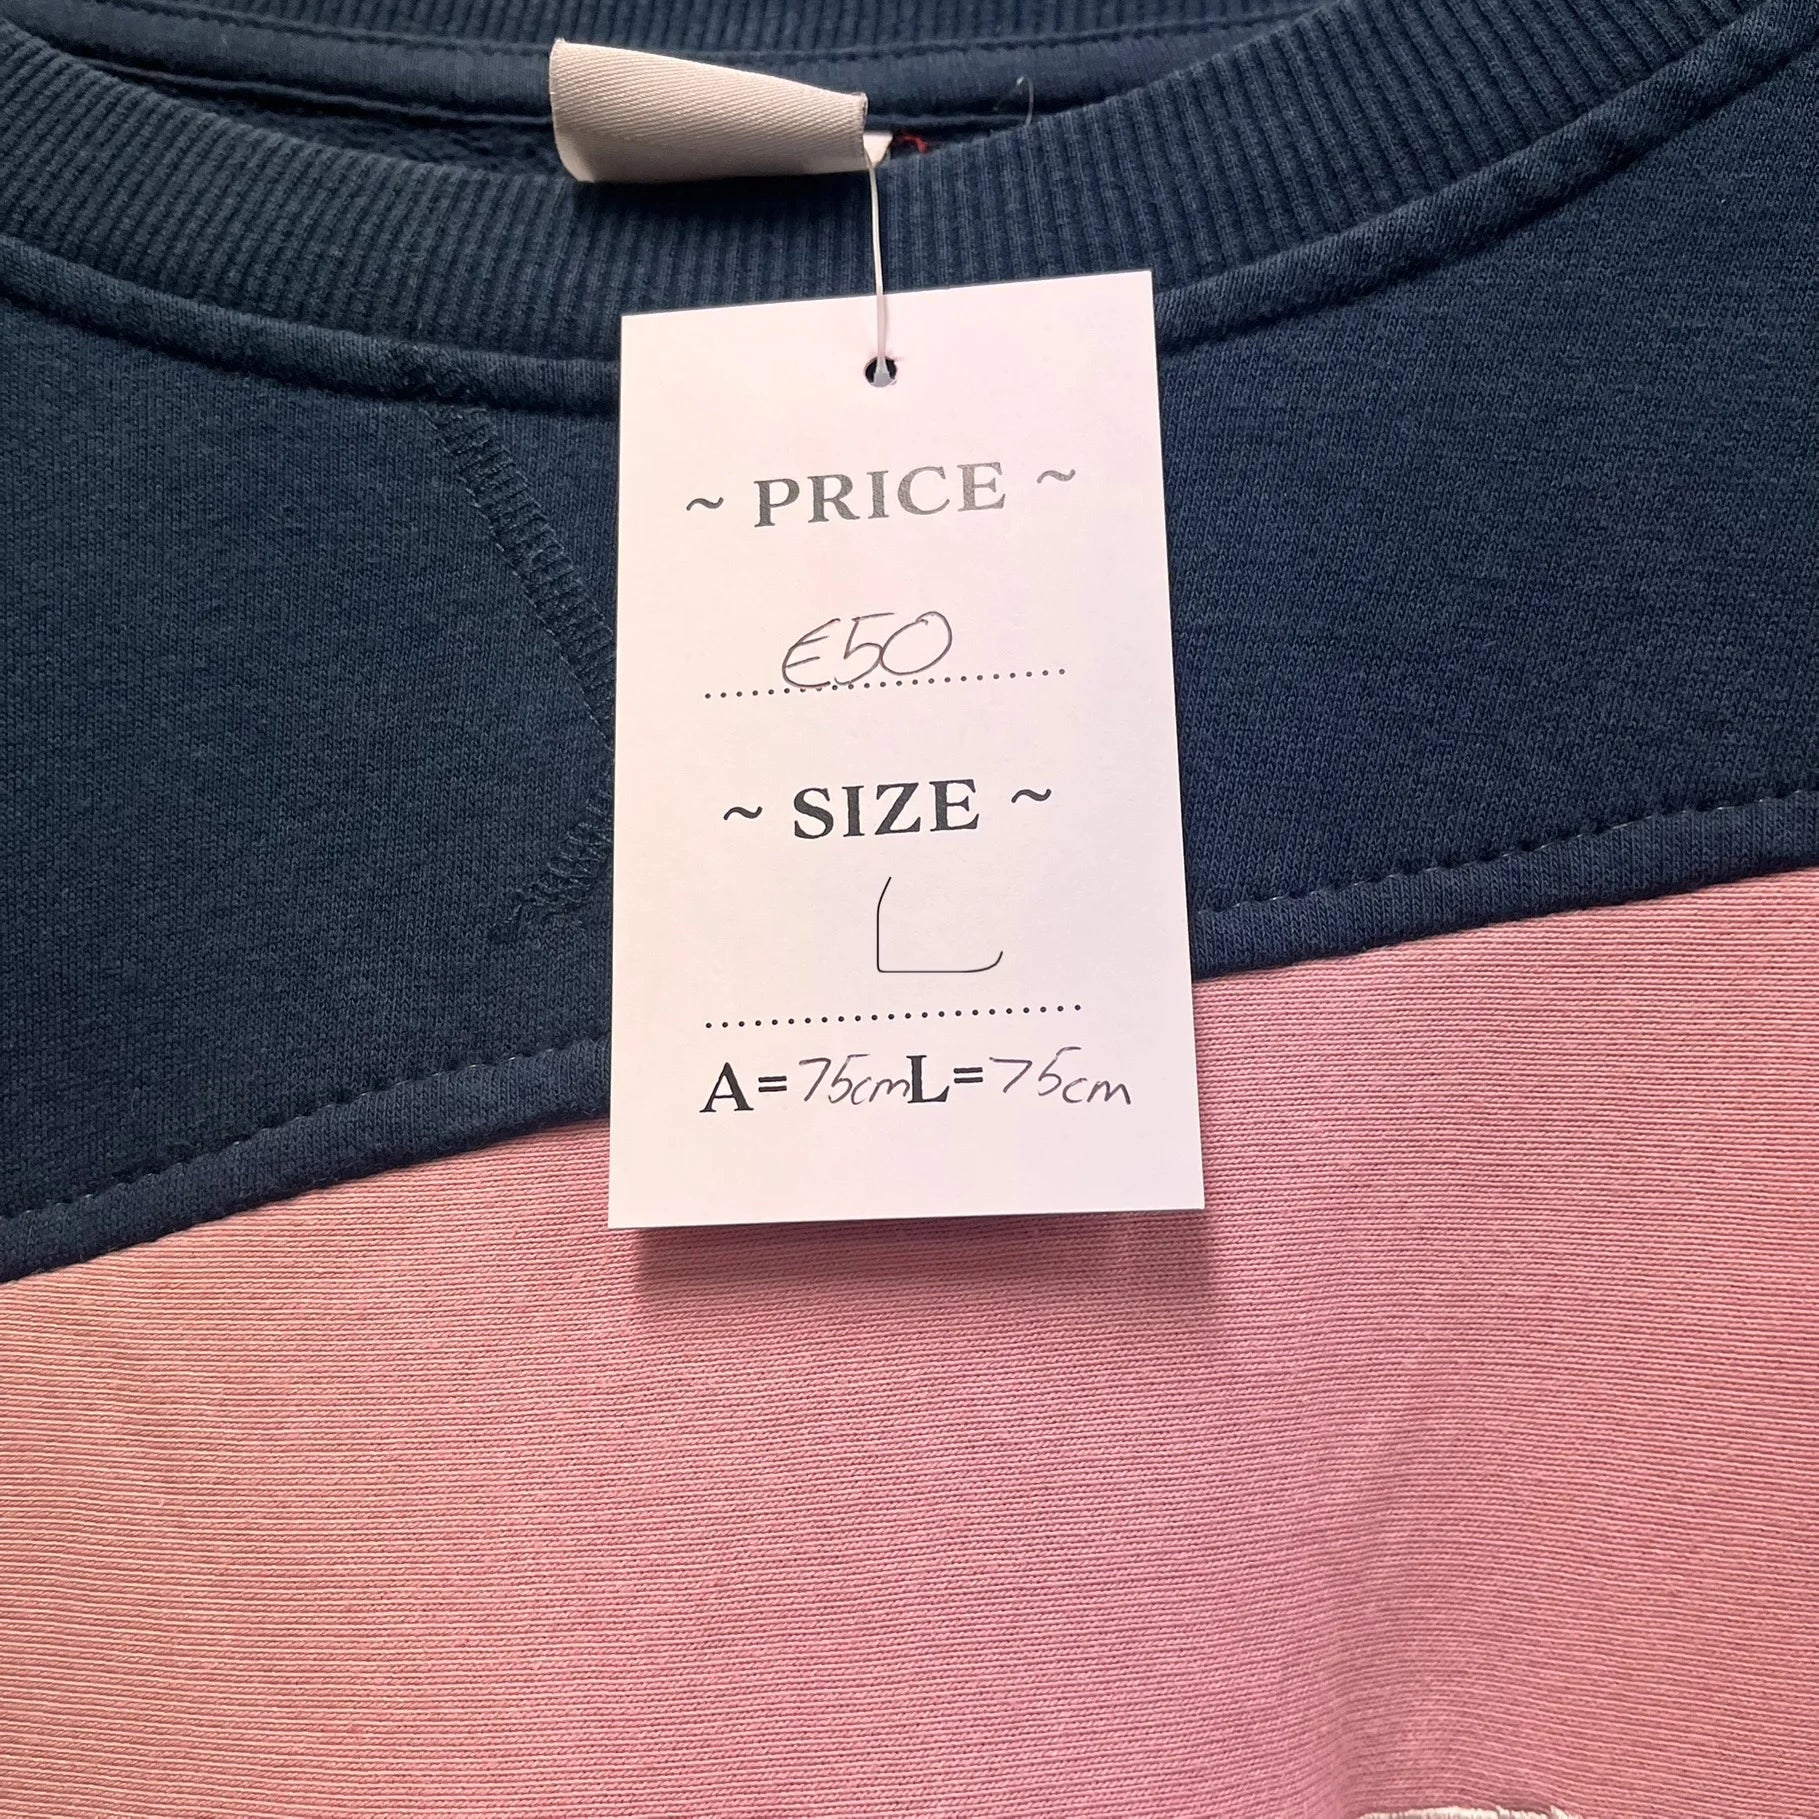 ~ PRICE ~
£50
~ SIZE ~
L
A=75cm L=75cm